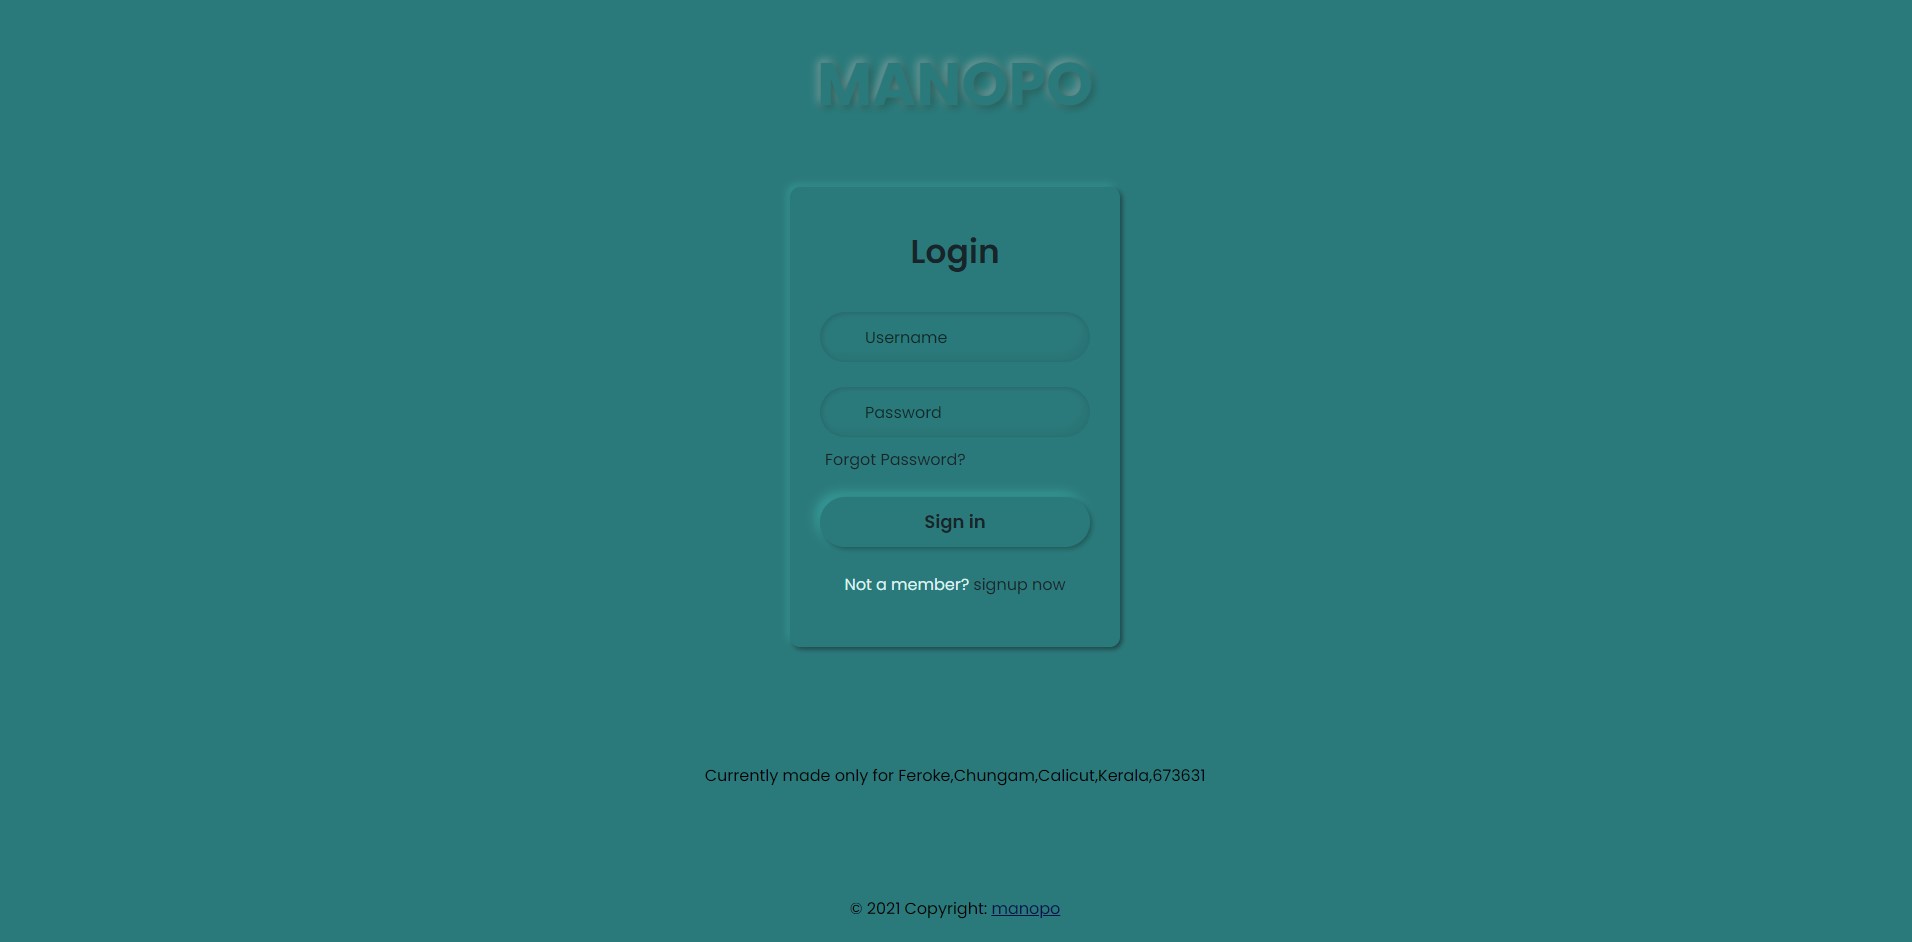 MANOPO
Login
Username
Password
Forgot Password?
Sign in
Not a member? signup now
Currently made only for Feroke,Chungam,Calicut,Kerala,673631
© 2021 Copyright: manopo